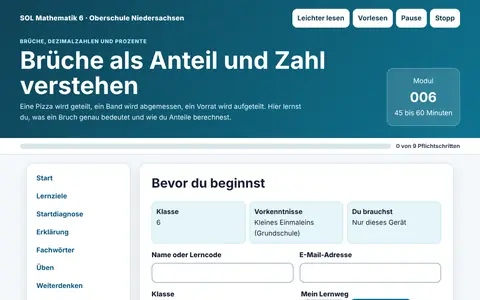 SOL Mathematik 6 · Oberschule Niedersachsen
Leichter lesen
Vorlesen
Pause
Stopp
BRÜCHE, DEZIMALZAHLEN UND PROZENTE
Brüche als Anteil und Zahl
verstehen
Eine Pizza wird geteilt, ein Band wird abgemessen, ein Vorrat wird aufgeteilt. Hier lernst
du, was ein Bruch genau bedeutet und wie du Anteile berechnest.
Modul
006
45 bis 60 Minuten
0 von 9 Pflichtschritten
Start
Lernziele
Startdiagnose
Erklärung
Fachwörter
Üben
Weiterdenken
Bevor du beginnst
Klasse
6
Vorkenntnisse
Kleines Einmaleins
(Grundschule)
Du brauchst
Nur dieses Gerät
Name oder Lerncode
E-Mail-Adresse
Klasse
Mein Lernweg